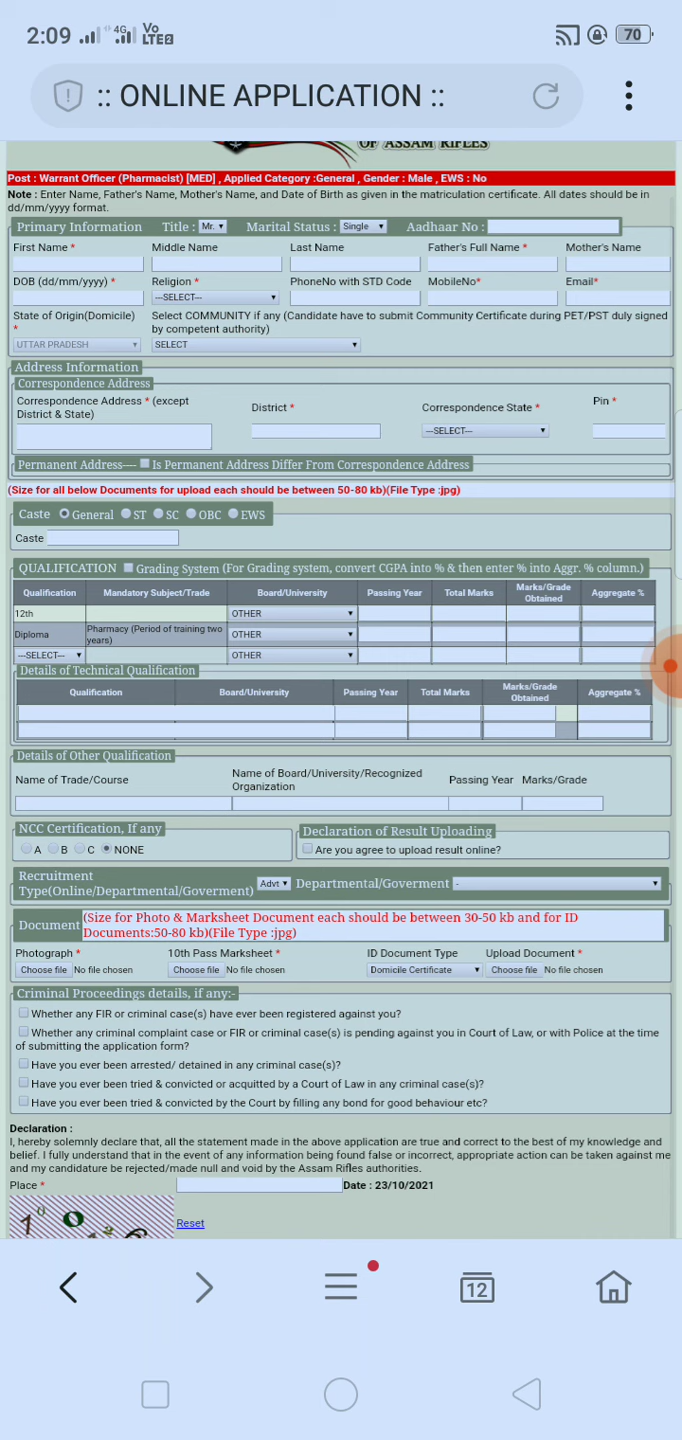 2:09 4G Vo LTE2 70
:: ONLINE APPLICATION ::
OF ASSAM RIFLES
Post : Warrant Officer (Pharmacist) [MED] , Applied Category :General , Gender : Male , EWS : No
Note : Enter Name, Father's Name, Mother's Name, and Date of Birth as given in the matriculation certificate. All dates should be in
dd/mm/yyyy format.
Primary Information Title : Mr. Marital Status : Single Aadhaar No :
First Name * Middle Name Last Name Father's Full Name * Mother's Name
DOB (dd/mm/yyyy) * Religion * PhoneNo with STD Code MobileNo* Email*
---SELECT---
State of Origin(Domicile) Select COMMUNITY if any (Candidate have to submit Community Certificate during PET/PST duly signed
* by competent authority)
UTTAR PRADESH SELECT
Address Information
Correspondence Address
Correspondence Address * (except District * Correspondence State * Pin *
District & State)
---SELECT---
Permanent Address---- Is Permanent Address Differ From Correspondence Address
(Size for all below Documents for upload each should be between 50-80 kb)(File Type :jpg)
Caste General ST SC OBC EWS
Caste
QUALIFICATION Grading System (For Grading system, convert CGPA into % & then enter % into Aggr. % column.)
Qualification Mandatory Subject/Trade Board/University Passing Year Total Marks Marks/Grade Obtained Aggregate %
12th OTHER
Diploma Pharmacy (Period of training two years) OTHER
---SELECT--- OTHER
Details of Technical Qualification
Qualification Board/University Passing Year Total Marks Marks/Grade Obtained Aggregate %
Details of Other Qualification
Name of Trade/Course Name of Board/University/Recognized Organization Passing Year Marks/Grade
NCC Certification, If any Declaration of Result Uploading
A B C NONE Are you agree to upload result online?
Recruitment
Type(Online/Departmental/Goverment) Advt Departmental/Goverment -
Document (Size for Photo & Marksheet Document each should be between 30-50 kb and for ID
Documents:50-80 kb)(File Type :jpg)
Photograph * 10th Pass Marksheet * ID Document Type Upload Document *
Choose file No file chosen Choose file No file chosen Domicile Certificate Choose file No file chosen
Criminal Proceedings details, if any:-
Whether any FIR or criminal case(s) have ever been registered against you?
Whether any criminal complaint case or FIR or criminal case(s) is pending against you in Court of Law, or with Police at the time
of submitting the application form?
Have you ever been arrested/ detained in any criminal case(s)?
Have you ever been tried & convicted or acquitted by a Court of Law in any criminal case(s)?
Have you ever been tried & convicted by the Court by filling any bond for good behaviour etc?
Declaration :
I, hereby solemnly declare that, all the statement made in the above application are true and correct to the best of my knowledge and
belief. I fully understand that in the event of any information being found false or incorrect, appropriate action can be taken against me
and my candidature be rejected/made null and void by the Assam Rifles authorities.
Place * Date : 23/10/2021
Reset
12